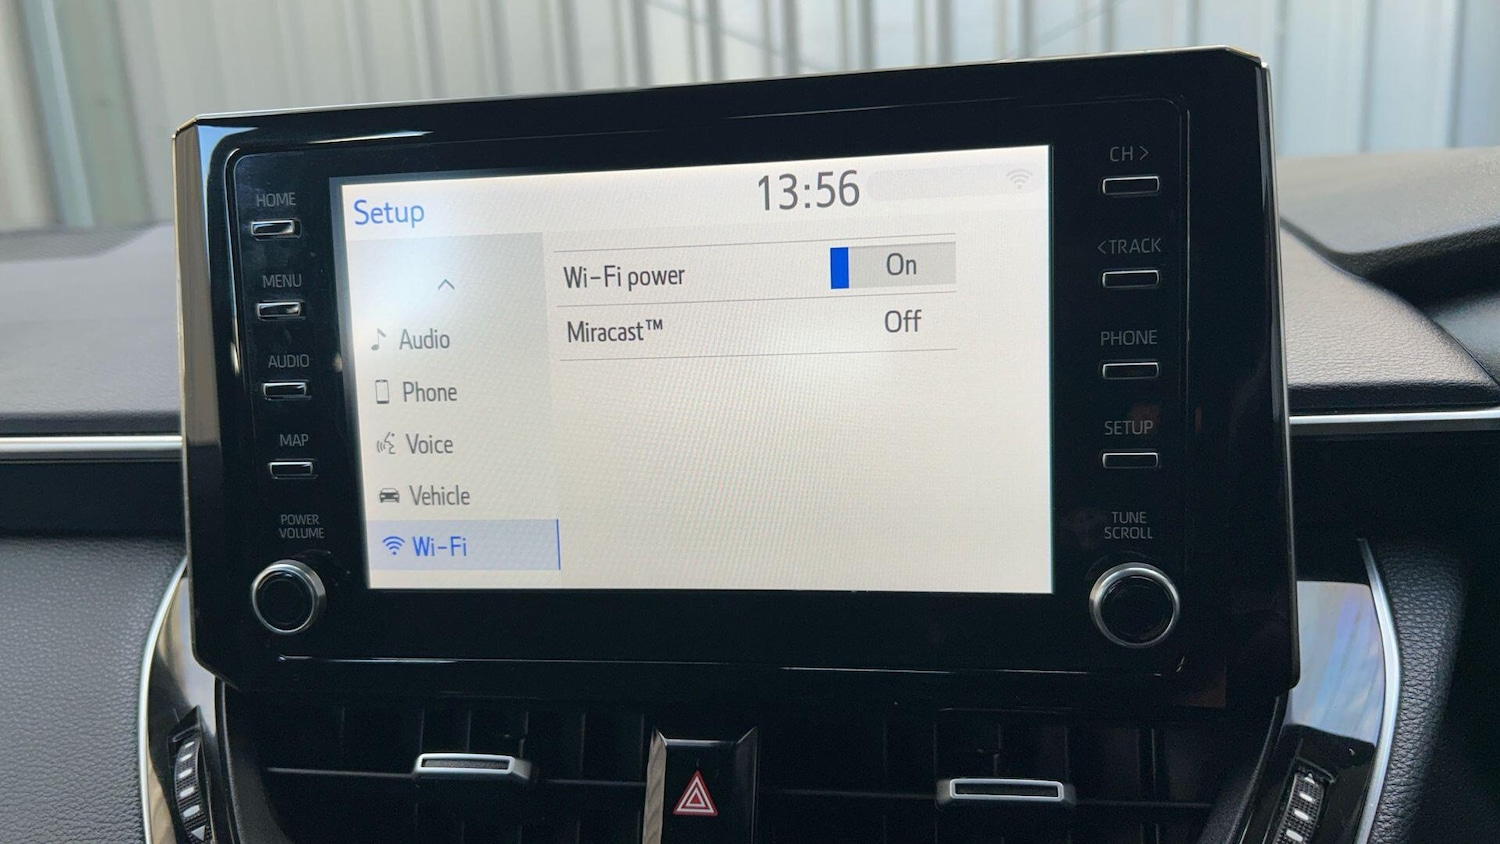 HOME
MENU
AUDIO
MAP
POWER
VOLUME
Setup
13:56
Audio
Phone
Voice
Vehicle
Wi-Fi
Wi-Fi power On
Miracast™ Off
CH >
< TRACK
PHONE
SETUP
TUNE
SCROLL